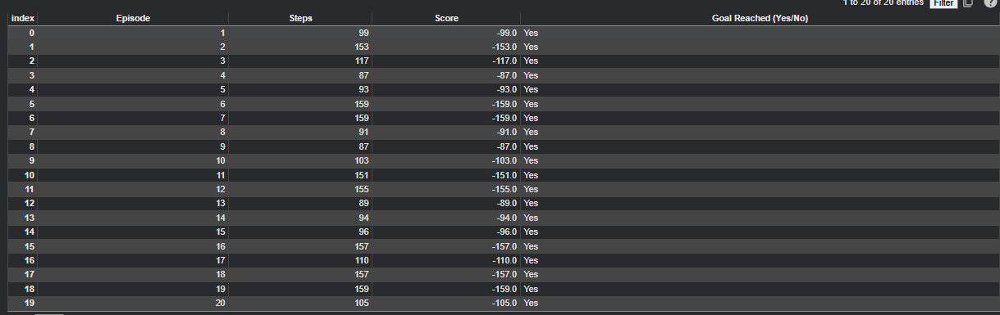 1 to 20 of 20 entries Filter
index Episode Steps Score Goal Reached (Yes/No)
0 1 99 -99.0 Yes
1 2 153 -153.0 Yes
2 3 117 -117.0 Yes
3 4 87 -87.0 Yes
4 5 93 -93.0 Yes
5 6 159 -159.0 Yes
6 7 159 -159.0 Yes
7 8 91 -91.0 Yes
8 9 87 -87.0 Yes
9 10 103 -103.0 Yes
10 11 151 -151.0 Yes
11 12 155 -155.0 Yes
12 13 89 -89.0 Yes
13 14 94 -94.0 Yes
14 15 96 -96.0 Yes
15 16 157 -157.0 Yes
16 17 110 -110.0 Yes
17 18 157 -157.0 Yes
18 19 159 -159.0 Yes
19 20 105 -105.0 Yes